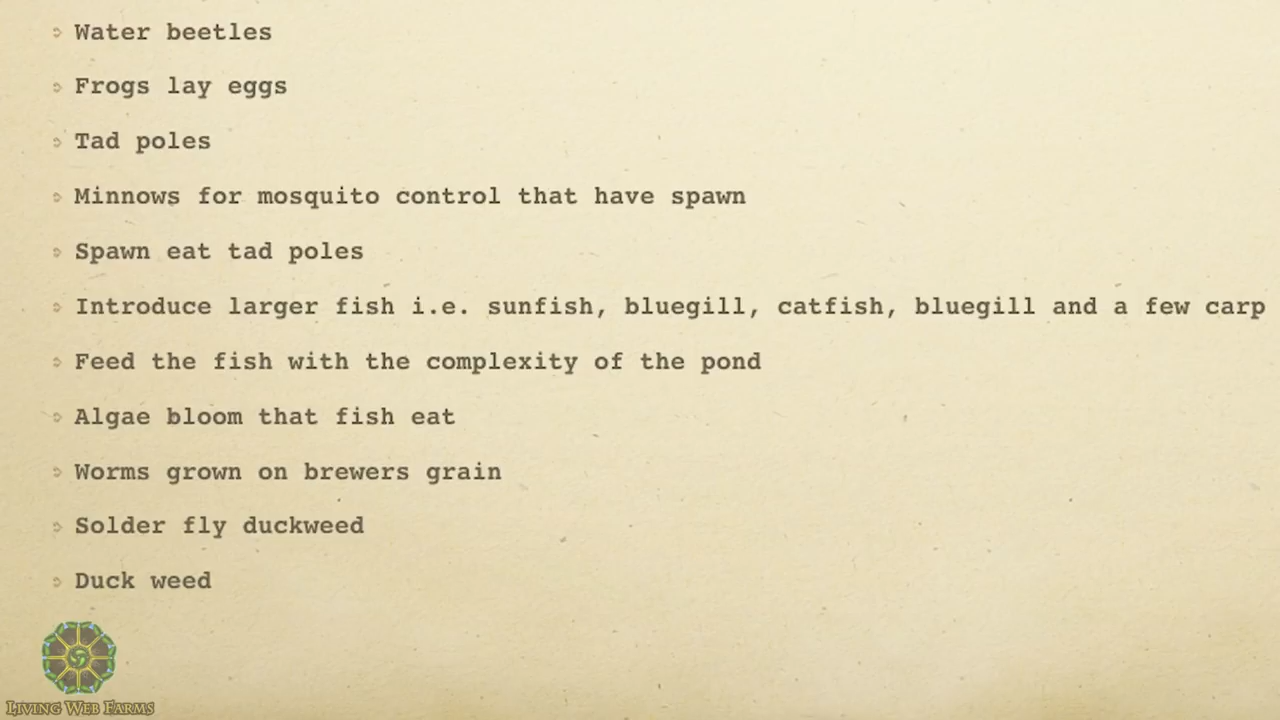 Water beetles
Frogs lay eggs
Tad poles
Minnows for mosquito control that have spawn
Spawn eat tad poles
Introduce larger fish i.e. sunfish, bluegill, catfish, bluegill and a few carp
Feed the fish with the complexity of the pond
Algae bloom that fish eat
Worms grown on brewers grain
Solder fly duckweed
Duck weed
Living Web Farms